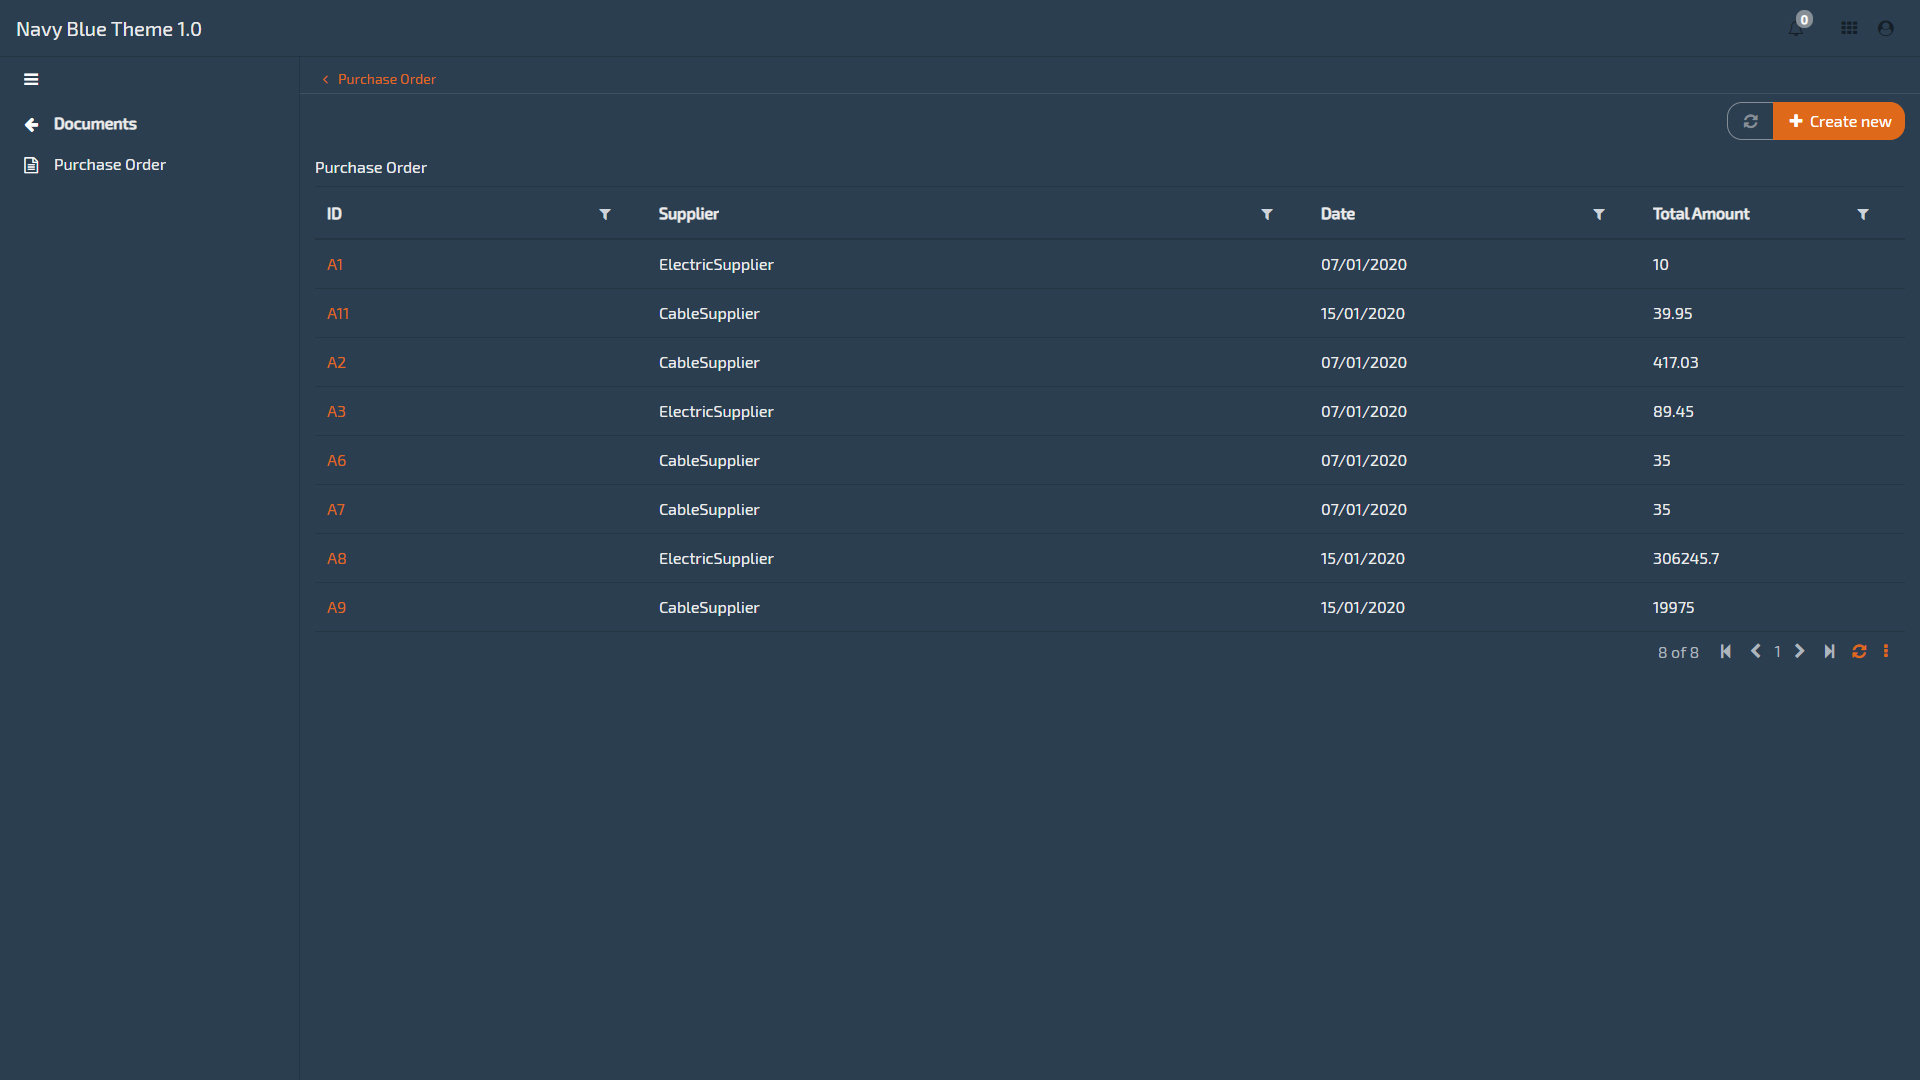 Navy Blue Theme 1.0
0
Purchase Order
Documents
Purchase Order
Create new
Purchase Order
ID Supplier Date Total Amount
A1 ElectricSupplier 07/01/2020 10
A11 CableSupplier 15/01/2020 39.95
A2 CableSupplier 07/01/2020 417.03
A3 ElectricSupplier 07/01/2020 89.45
A6 CableSupplier 07/01/2020 35
A7 CableSupplier 07/01/2020 35
A8 ElectricSupplier 15/01/2020 306245.7
A9 CableSupplier 15/01/2020 19975
8 of 8 1